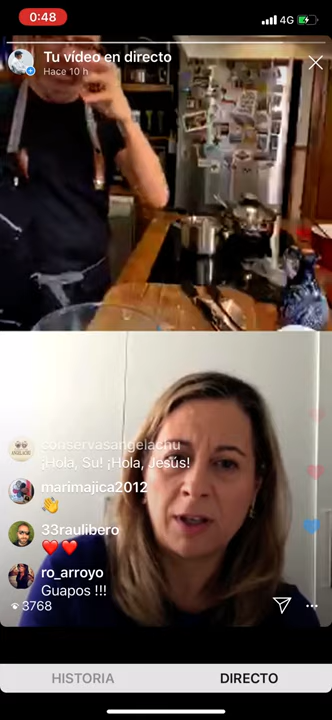 0:48
4G
Tu vídeo en directo
Hace 10 h
conservasangelachu
¡Hola, Su! ¡Hola, Jesús!
marimajica2012
👋
33raulibero
❤️❤️
ro_arroyo
Guapos !!!
3768
HISTORIA
DIRECTO